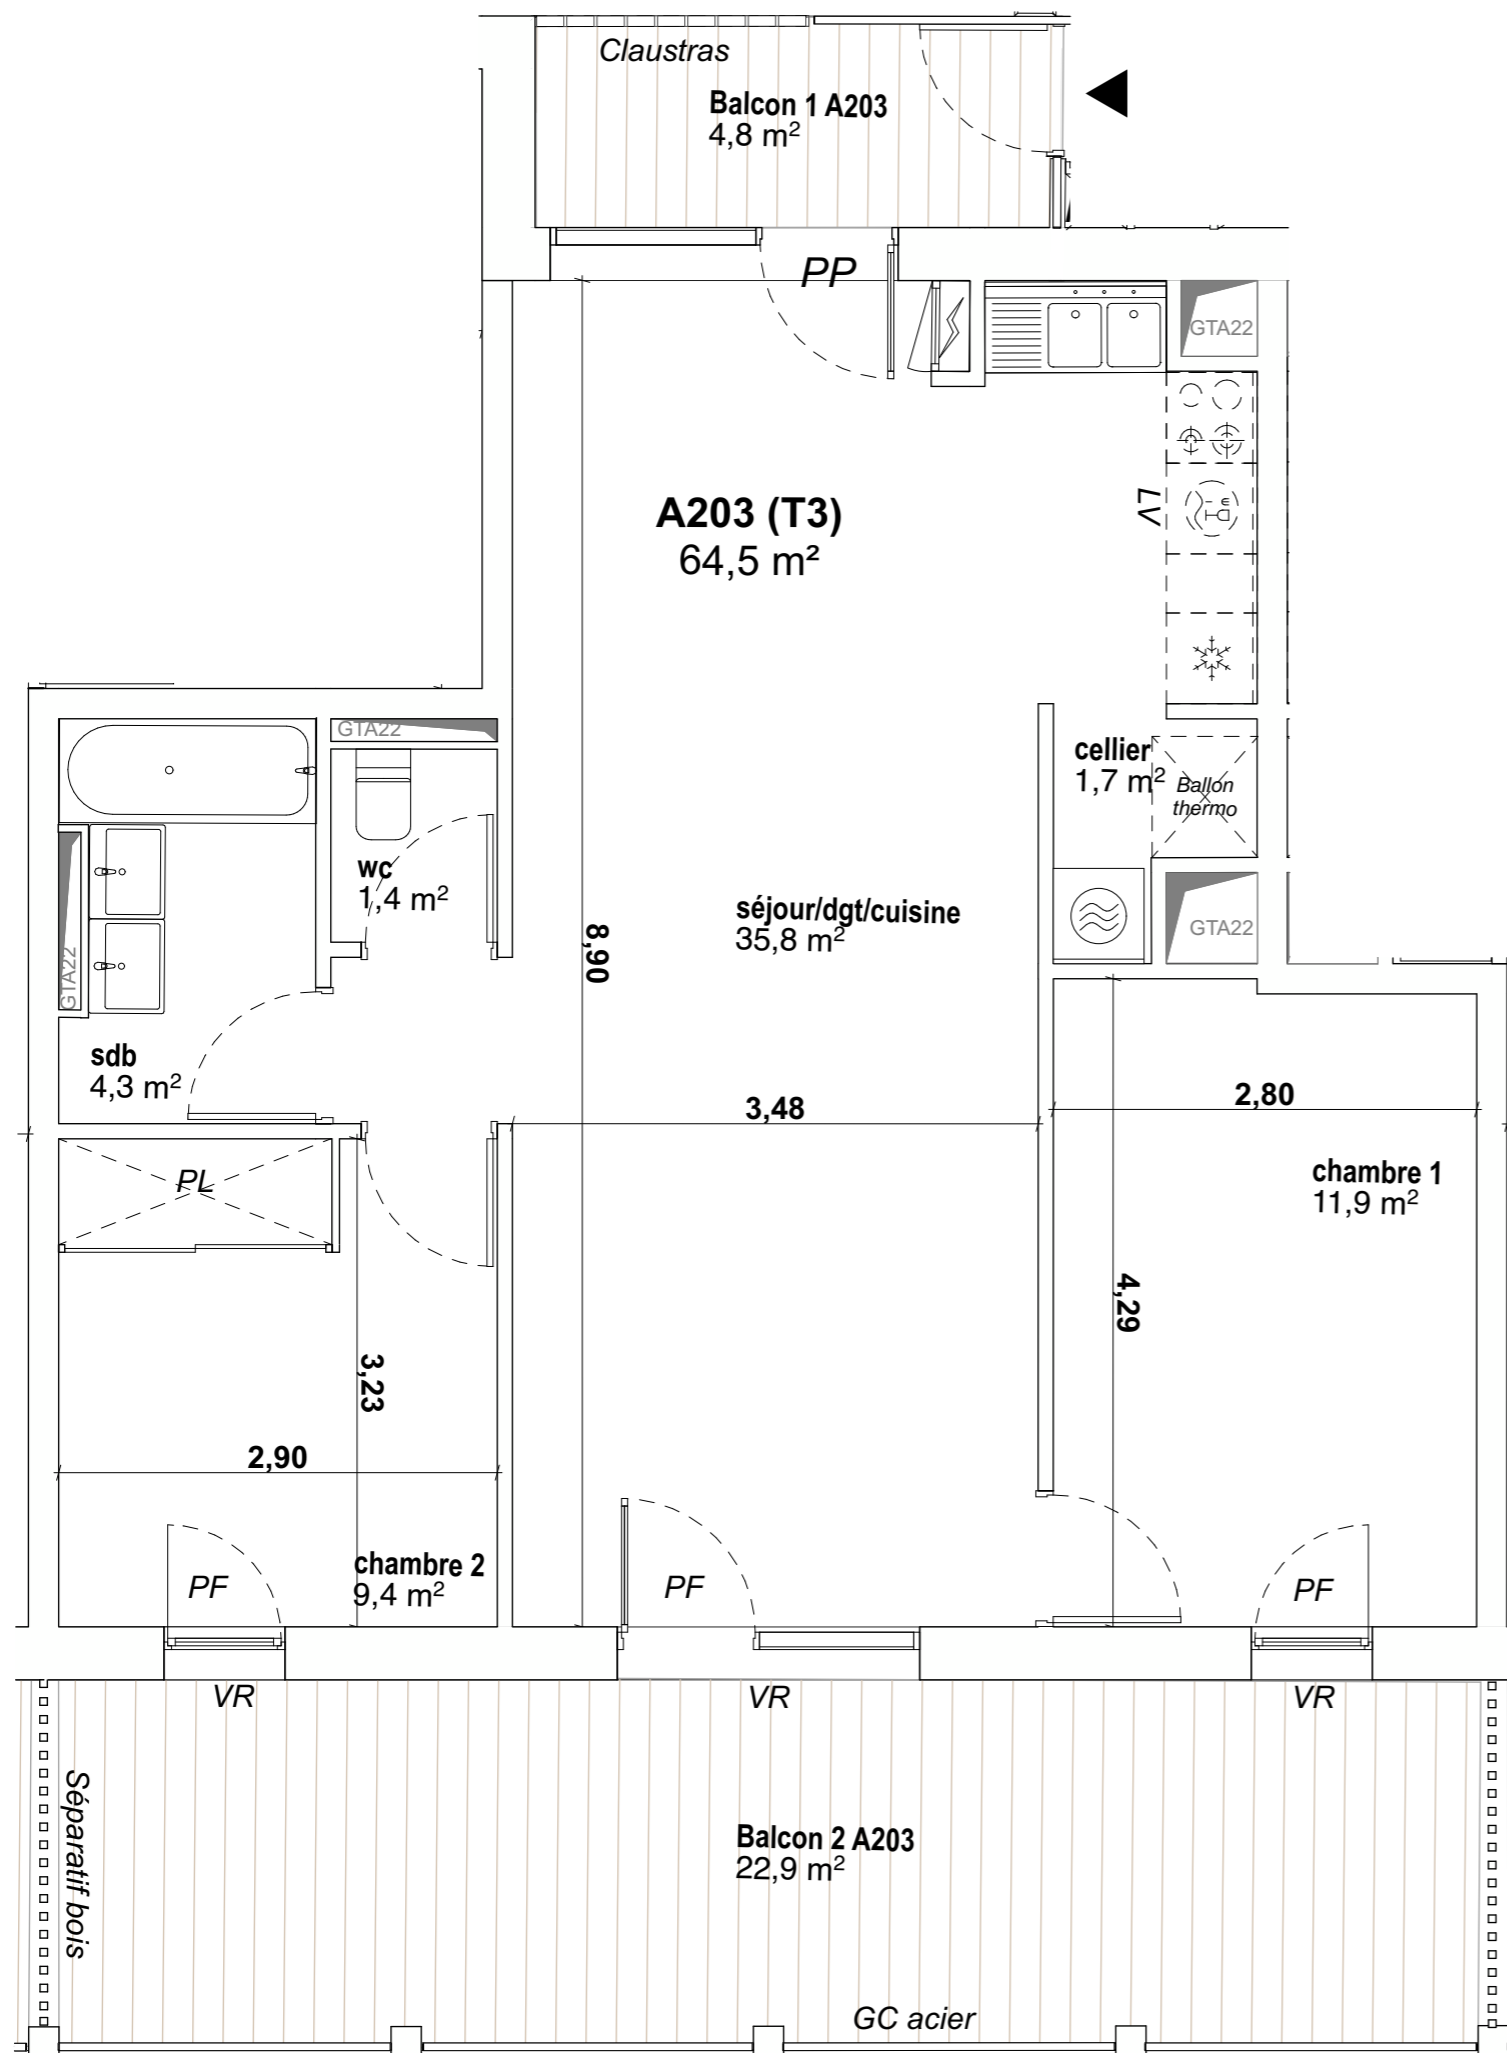 Claustras
Balcon 1 A203
4,8 m²
PP
GTA22
A203 (T3)
64,5 m²
LV
GTA22
cellier
1,7 m²
Ballon
thermo
wc
1,4 m²
séjour/dgt/cuisine
35,8 m²
8,90
GTA22
GTA22
sdb
4,3 m²
3,48
2,80
PL
chambre 1
11,9 m²
4,29
3,23
2,90
chambre 2
9,4 m²
PF
PF
PF
VR
VR
VR
Séparatif bois
Balcon 2 A203
22,9 m²
GC acier